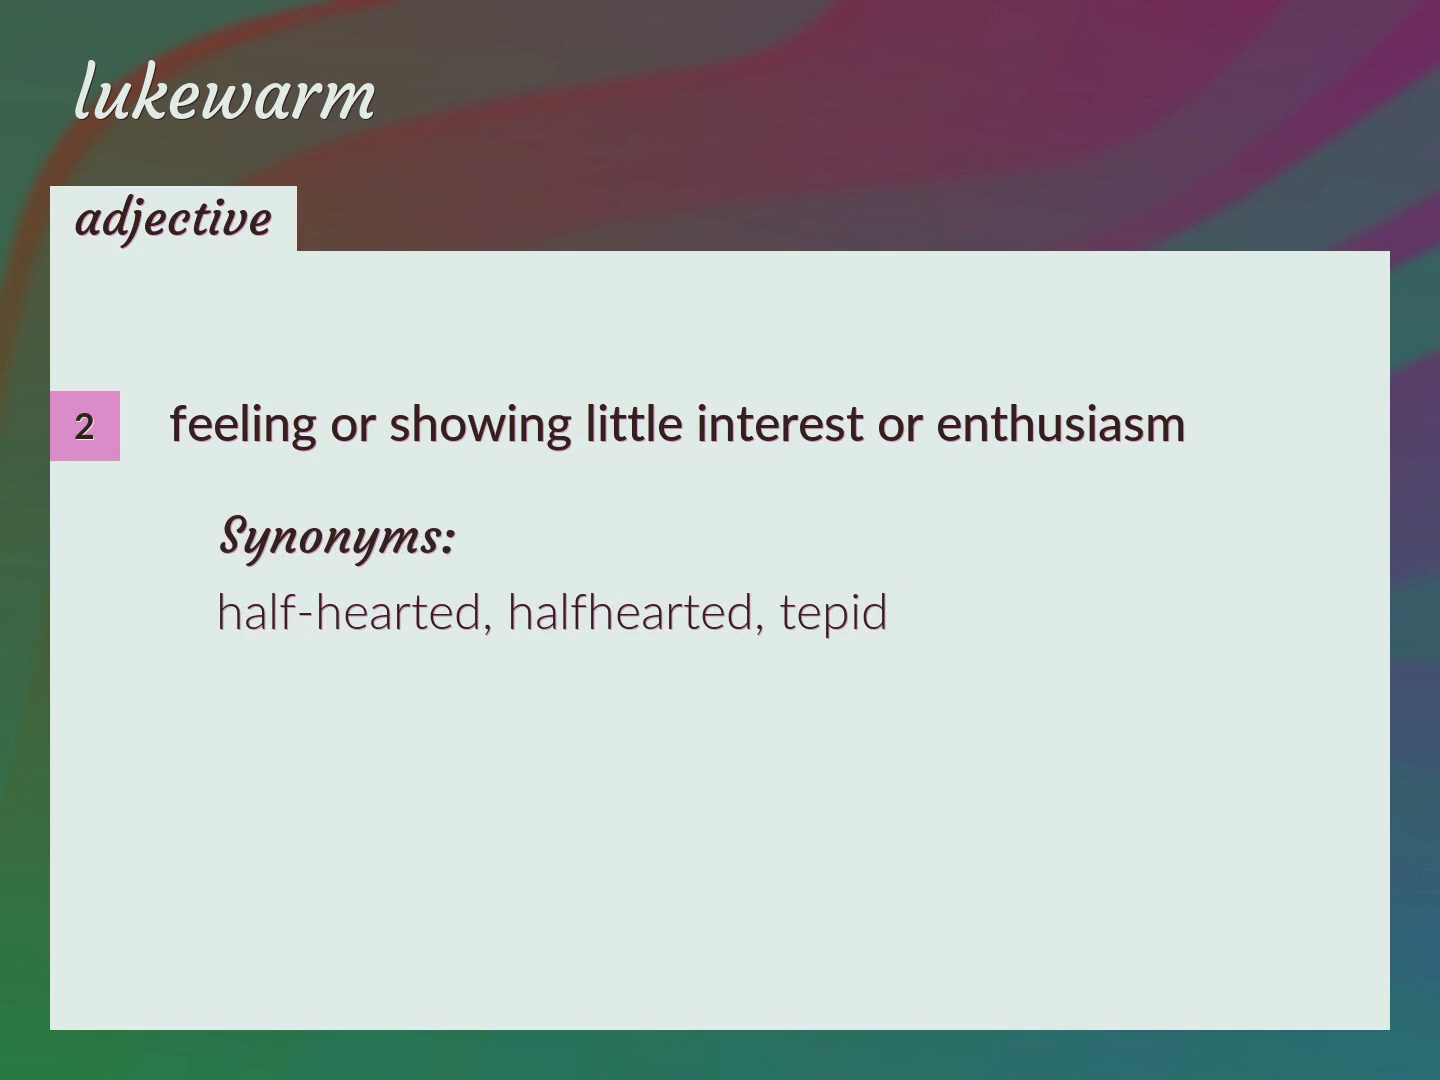 lukewarm
adjective
2 feeling or showing little interest or enthusiasm
Synonyms:
half-hearted, halfhearted, tepid